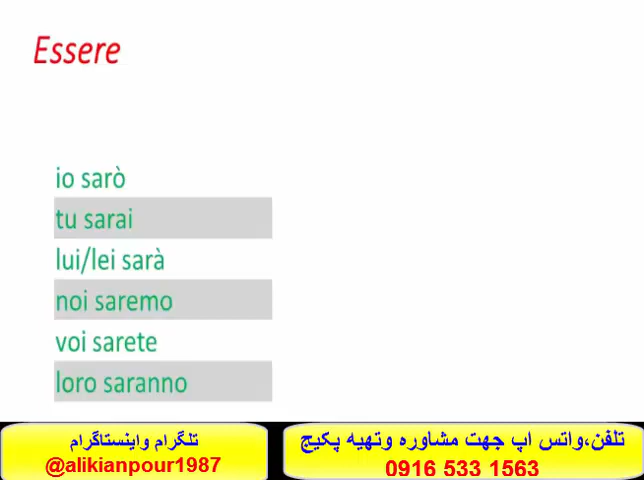 Essere
io sarò
tu sarai
lui/lei sarà
noi saremo
voi sarete
loro saranno
تلگرام واینستاگرام
@alikianpour1987
تلفن،واتس اپ جهت مشاوره وتهیه پکیج
0916 533 1563